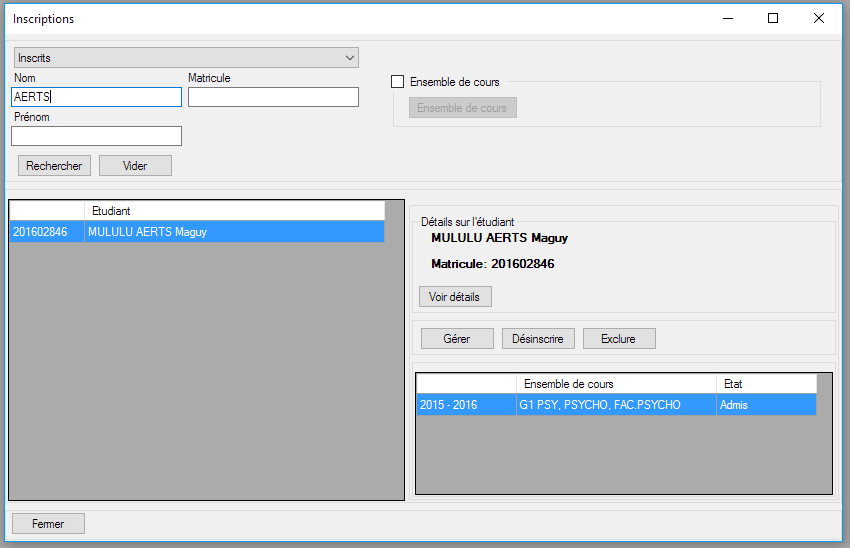 Inscriptions
Inscrits
Nom Matricule
AERTS
Prénom
Rechercher Vider
Ensemble de cours
Ensemble de cours
Etudiant
201602846 MULULU AERTS Maguy
Détails sur l'étudiant
MULULU AERTS Maguy
Matricule: 201602846
Voir détails
Gérer Désinscrire Exclure
Ensemble de cours Etat
2015 - 2016 G1 PSY, PSYCHO, FAC.PSYCHO Admis
Fermer